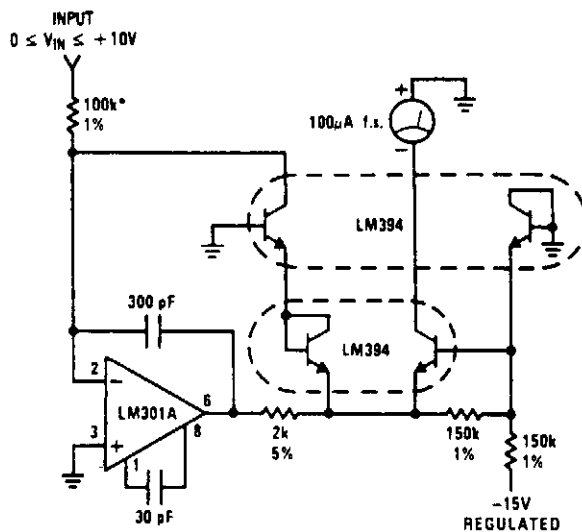 INPUT
0 ≤ VIN ≤ +10V
100k*
1%
+
100μA f.s.
−
LM394
300 pF
LM394
2
−
LM301A
6
3
+
8
1
30 pF
2k
5%
150k
1%
150k
1%
−15V
REGULATED